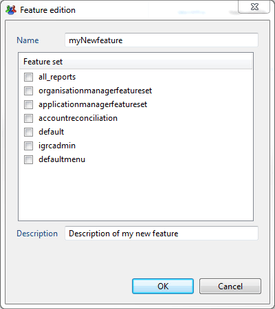 Feature edition
Name myNewfeature
Feature set
all_reports
organisationmanagerfeatureset
applicationmanagerfeatureset
accountreconciliation
default
igrcadmin
defaultmenu
Description Description of my new feature
OK Cancel